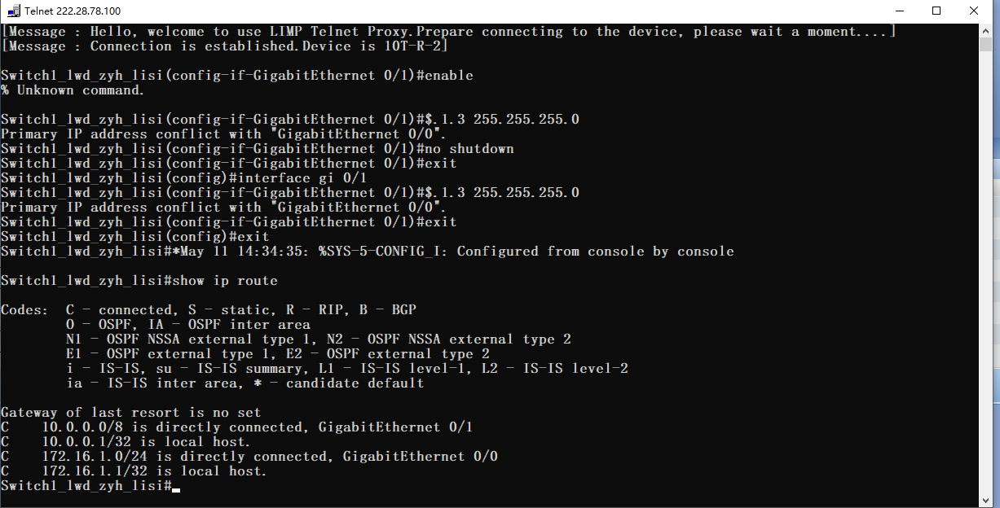 Telnet 222.28.78.100
[Message : Hello, welcome to use LIMP Telnet Proxy.Prepare connecting to the device, please wait a moment....]
[Message : Connection is established.Device is 10T-R-2]
Switch1_lwd_zyh_lisi(config-if-GigabitEthernet 0/1)#enable
% Unknown command.
Switch1_lwd_zyh_lisi(config-if-GigabitEthernet 0/1)#$.1.3 255.255.255.0
Primary IP address conflict with "GigabitEthernet 0/0".
Switch1_lwd_zyh_lisi(config-if-GigabitEthernet 0/1)#no shutdown
Switch1_lwd_zyh_lisi(config-if-GigabitEthernet 0/1)#exit
Switch1_lwd_zyh_lisi(config)#interface gi 0/1
Switch1_lwd_zyh_lisi(config-if-GigabitEthernet 0/1)#$.1.3 255.255.255.0
Primary IP address conflict with "GigabitEthernet 0/0".
Switch1_lwd_zyh_lisi(config-if-GigabitEthernet 0/1)#exit
Switch1_lwd_zyh_lisi(config)#exit
Switch1_lwd_zyh_lisi#*May 11 14:34:35: %SYS-5-CONFIG_I: Configured from console by console
Switch1_lwd_zyh_lisi#show ip route
Codes:  C - connected, S - static, R - RIP, B - BGP
O - OSPF, IA - OSPF inter area
N1 - OSPF NSSA external type 1, N2 - OSPF NSSA external type 2
E1 - OSPF external type 1, E2 - OSPF external type 2
i - IS-IS, su - IS-IS summary, L1 - IS-IS level-1, L2 - IS-IS level-2
ia - IS-IS inter area, * - candidate default
Gateway of last resort is no set
C    10.0.0.0/8 is directly connected, GigabitEthernet 0/1
C    10.0.0.1/32 is local host.
C    172.16.1.0/24 is directly connected, GigabitEthernet 0/0
C    172.16.1.1/32 is local host.
Switch1_lwd_zyh_lisi#